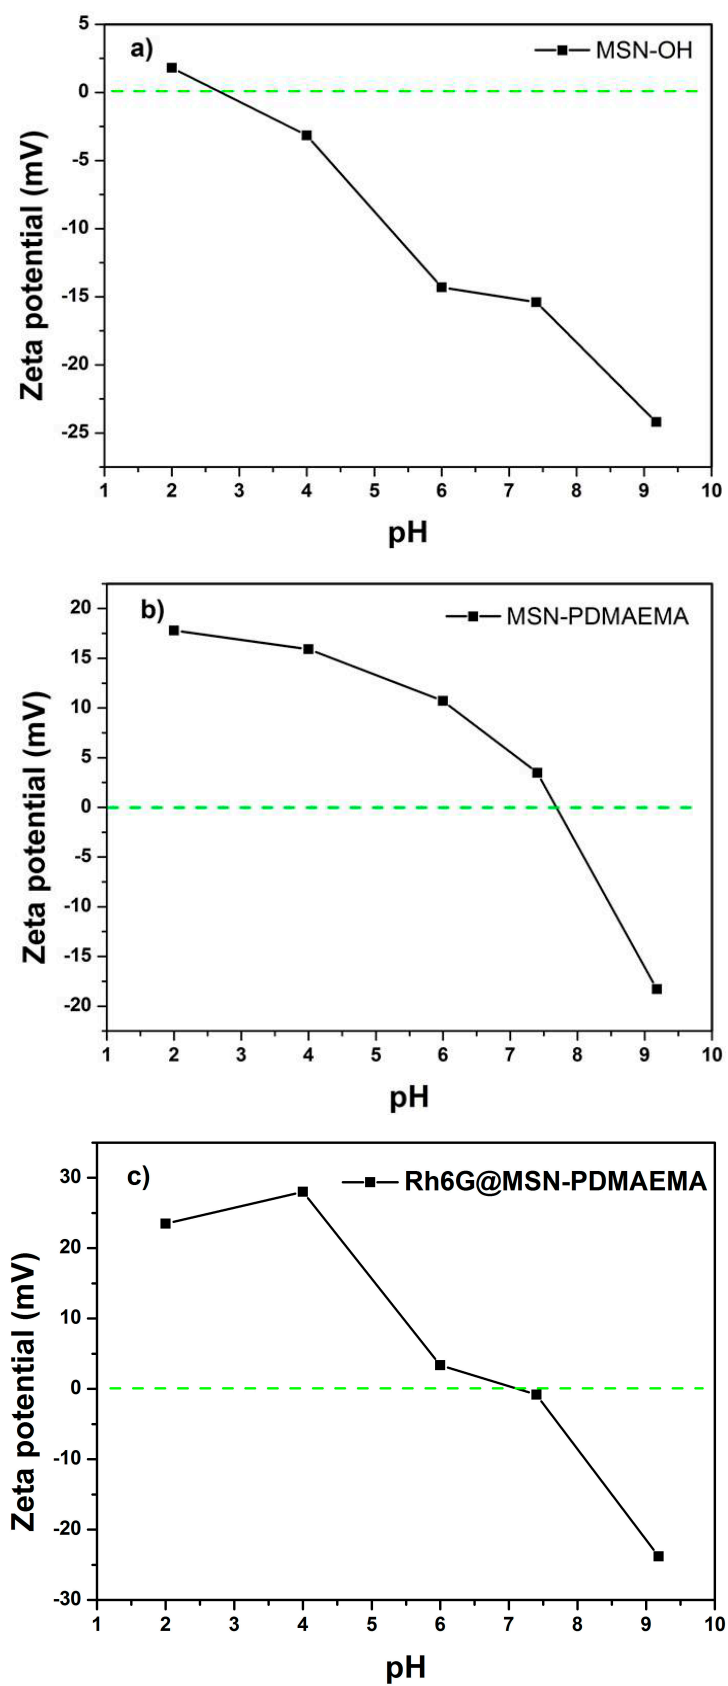 a)
MSN-OH
5
0
-5
-10
-15
-20
-25
Zeta potential (mV)
1 2 3 4 5 6 7 8 9 10
pH
b)
MSN-PDMAEMA
20
15
10
5
0
-5
-10
-15
-20
Zeta potential (mV)
1 2 3 4 5 6 7 8 9 10
pH
c)
Rh6G@MSN-PDMAEMA
30
20
10
0
-10
-20
-30
Zeta potential (mV)
1 2 3 4 5 6 7 8 9 10
pH